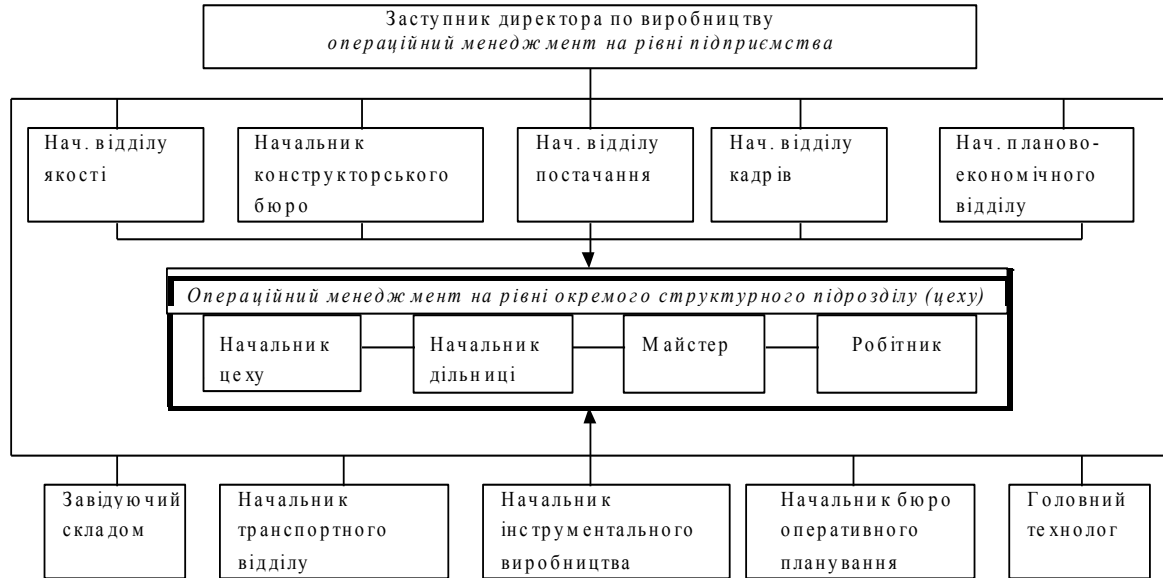 Заступник директора по виробництву
операційний менеджмент на рівні підприємства
Нач. відділу
якості
Начальник
конструкторського
бюро
Нач. відділу
постачання
Нач. відділу
кадрів
Нач. планово-
економічного
відділу
Операційний менеджмент на рівні окремого структурного підрозділу (цеху)
Начальник
цеху
Начальник
дільниці
Майстер
Робітник
Завідуючий
складом
Начальник
транспортного
відділу
Начальник
інструментального
виробництва
Начальник бюро
оперативного
планування
Головний
технолог